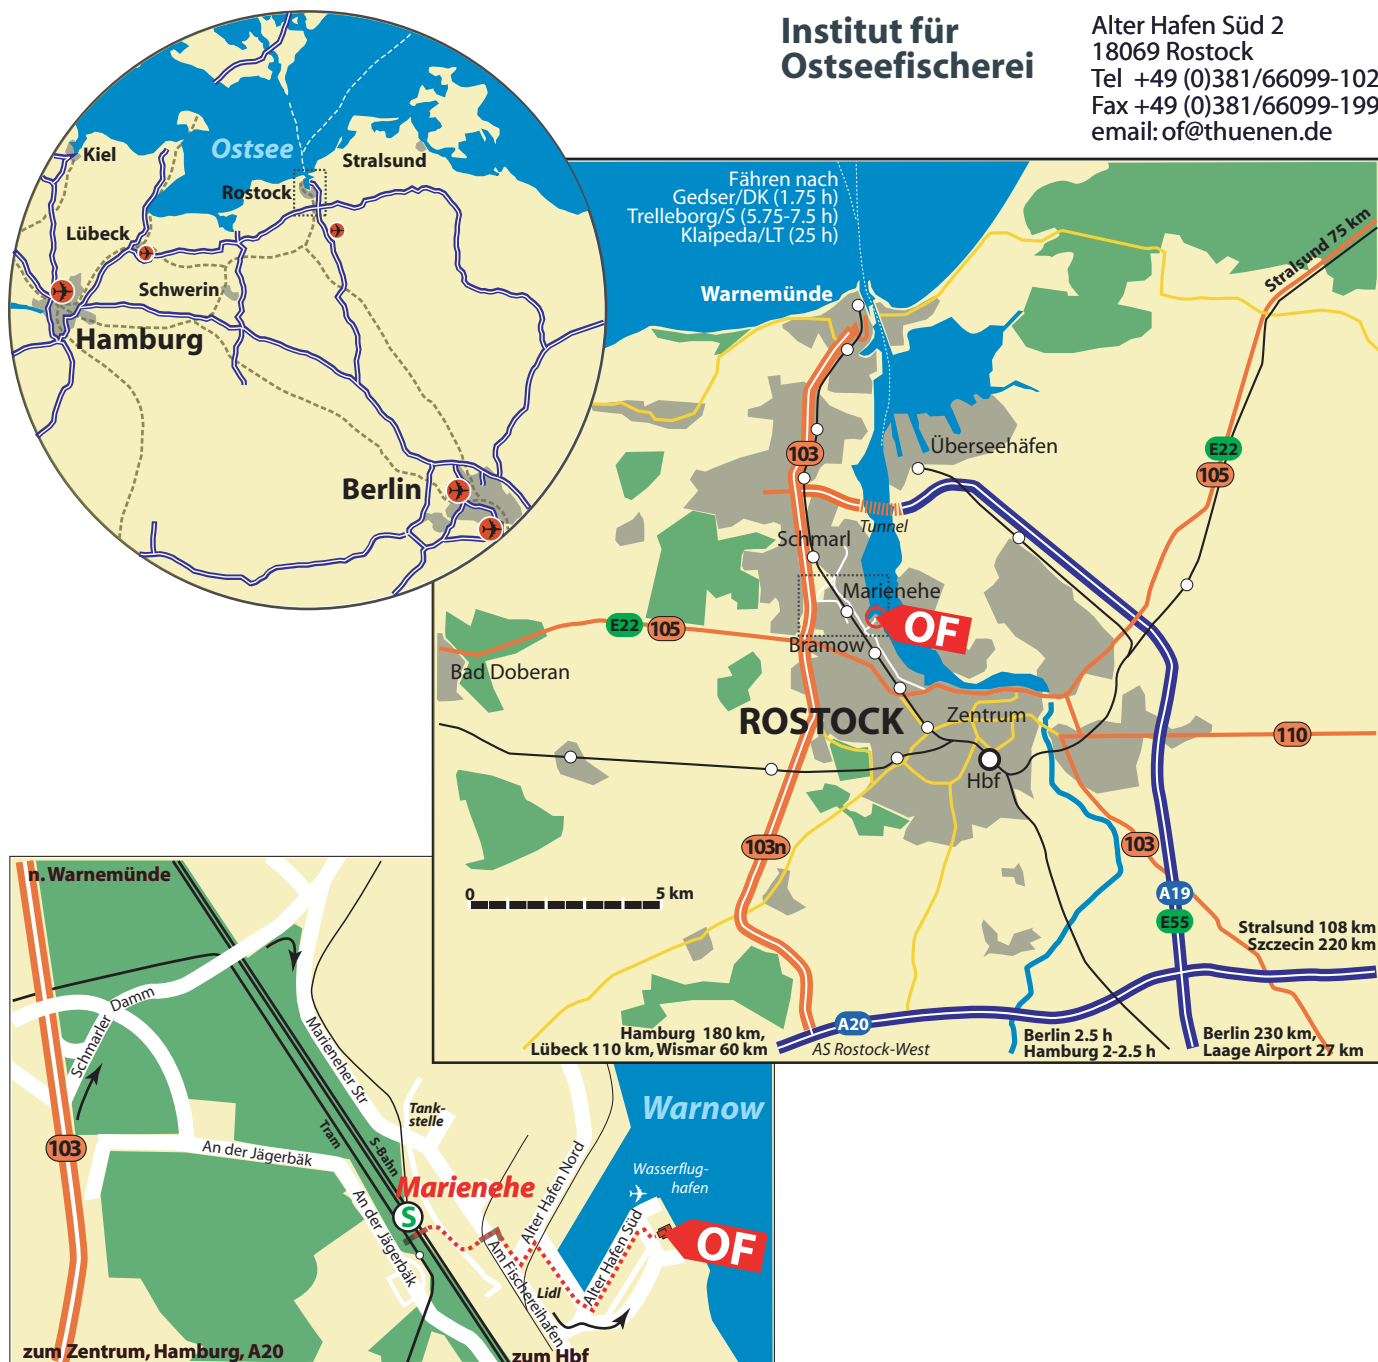 Institut für
Ostseefischerei
Alter Hafen Süd 2
18069 Rostock
Tel +49 (0)381/66099-102
Fax +49 (0)381/66099-199
email: of@thuenen.de
Kiel
Ostsee
Stralsund
Rostock
Lübeck
Schwerin
Hamburg
Berlin
Fähren nach
Gedser/DK (1.75 h)
Trelleborg/S (5.75-7.5 h)
Klaipeda/LT (25 h)
Stralsund 75 km
Warnemünde
Überseehäfen
103
E22
105
Tunnel
Schmarl
Marienehe
OF
E22
105
Bramow
Bad Doberan
ROSTOCK
Zentrum
110
Hbf
103n
103
0
5 km
A19
E55
Stralsund 108 km
Szczecin 220 km
A20
Hamburg 180 km,
Lübeck 110 km, Wismar 60 km
AS Rostock-West
Berlin 2.5 h
Hamburg 2-2.5 h
Berlin 230 km,
Laage Airport 27 km
n. Warnemünde
Schmarler Damm
Marieneher Str
Tank-
stelle
Warnow
103
An der Jägerbäk
Tram
S-Bahn
Alter Hafen Nord
Wasserflug-
hafen
Marienehe
S
An der Jägerbäk
Am Fischereihafen
Alter Hafen Süd
OF
Lidl
zum Zentrum, Hamburg, A20
zum Hbf